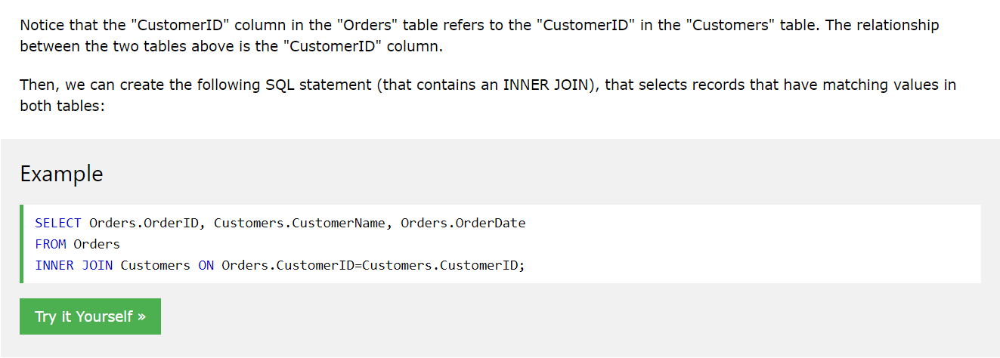 Notice that the "CustomerID" column in the "Orders" table refers to the "CustomerID" in the "Customers" table. The relationship
between the two tables above is the "CustomerID" column.
Then, we can create the following SQL statement (that contains an INNER JOIN), that selects records that have matching values in
both tables:
Example
SELECT Orders.OrderID, Customers.CustomerName, Orders.OrderDate
FROM Orders
INNER JOIN Customers ON Orders.CustomerID=Customers.CustomerID;
Try it Yourself »